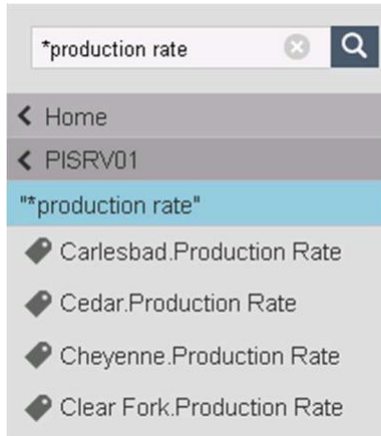 *production rate
Home
PISRV01
"*production rate"
Carlesbad.Production Rate
Cedar.Production Rate
Cheyenne.Production Rate
Clear Fork.Production Rate